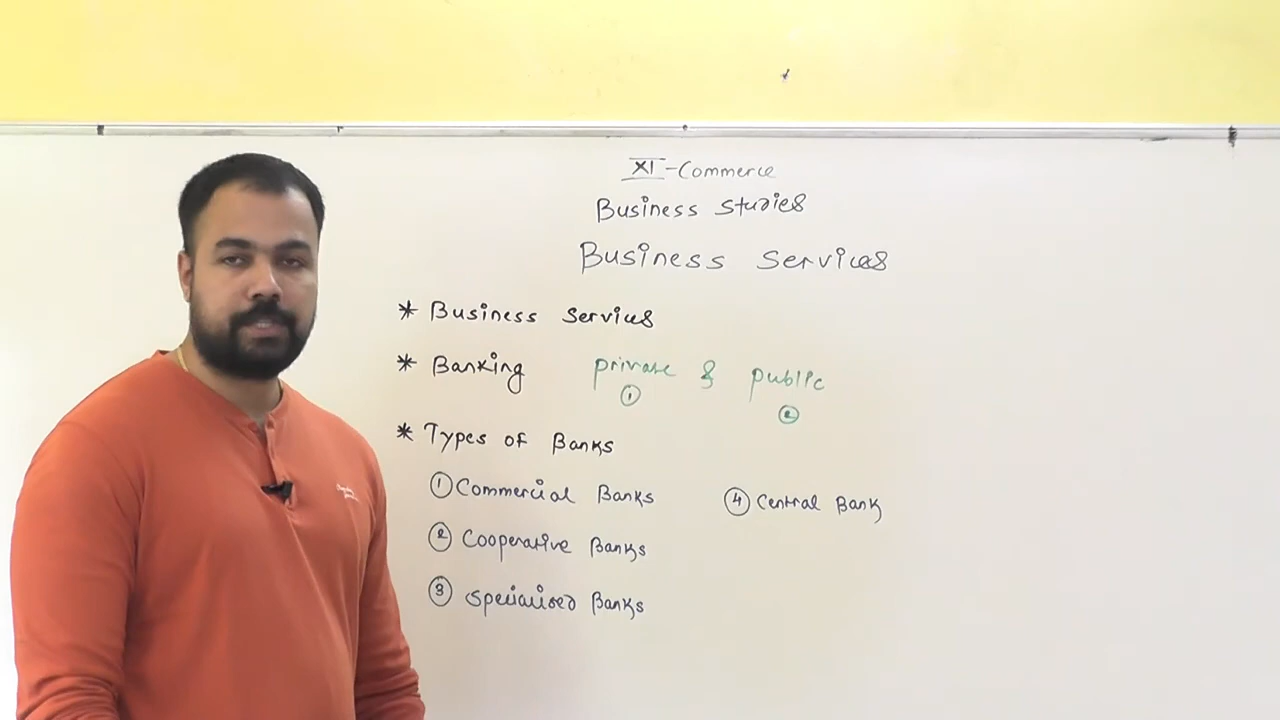 XI-Commerce
Business Studies
Business Services
* Business Services
* Banking private & public
① ②
* Types of Banks
① Commercial Banks ④ Central Bank
② Cooperative Banks
③ Specialised Banks